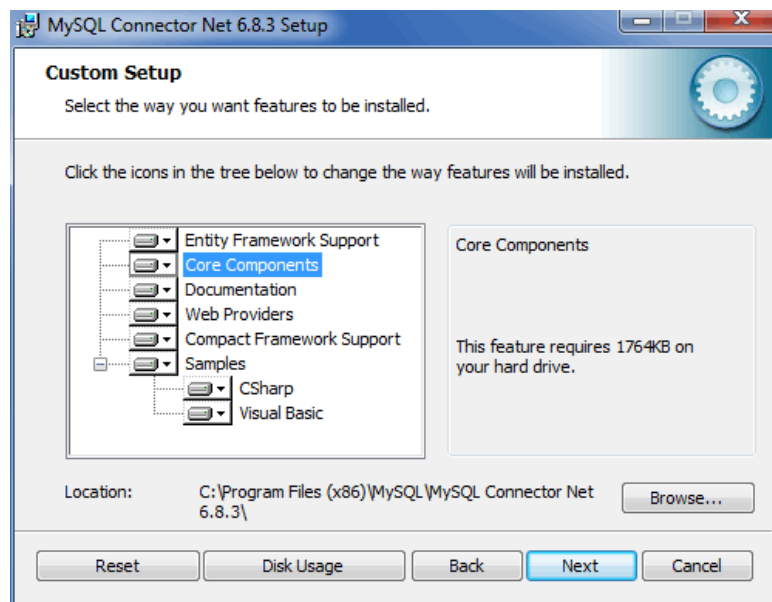 MySQL Connector Net 6.8.3 Setup
Custom Setup
Select the way you want features to be installed.
Click the icons in the tree below to change the way features will be installed.
Entity Framework Support
Core Components
Documentation
Web Providers
Compact Framework Support
Samples
CSharp
Visual Basic
Core Components
This feature requires 1764KB on
your hard drive.
Location:
C:\Program Files (x86)\MySQL\MySQL Connector Net
6.8.3\
Browse...
Reset
Disk Usage
Back
Next
Cancel